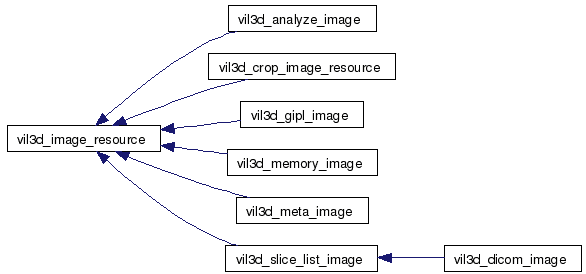 vil3d_analyze_image
vil3d_crop_image_resource
vil3d_gipl_image
vil3d_image_resource
vil3d_memory_image
vil3d_meta_image
vil3d_slice_list_image
vil3d_dicom_image